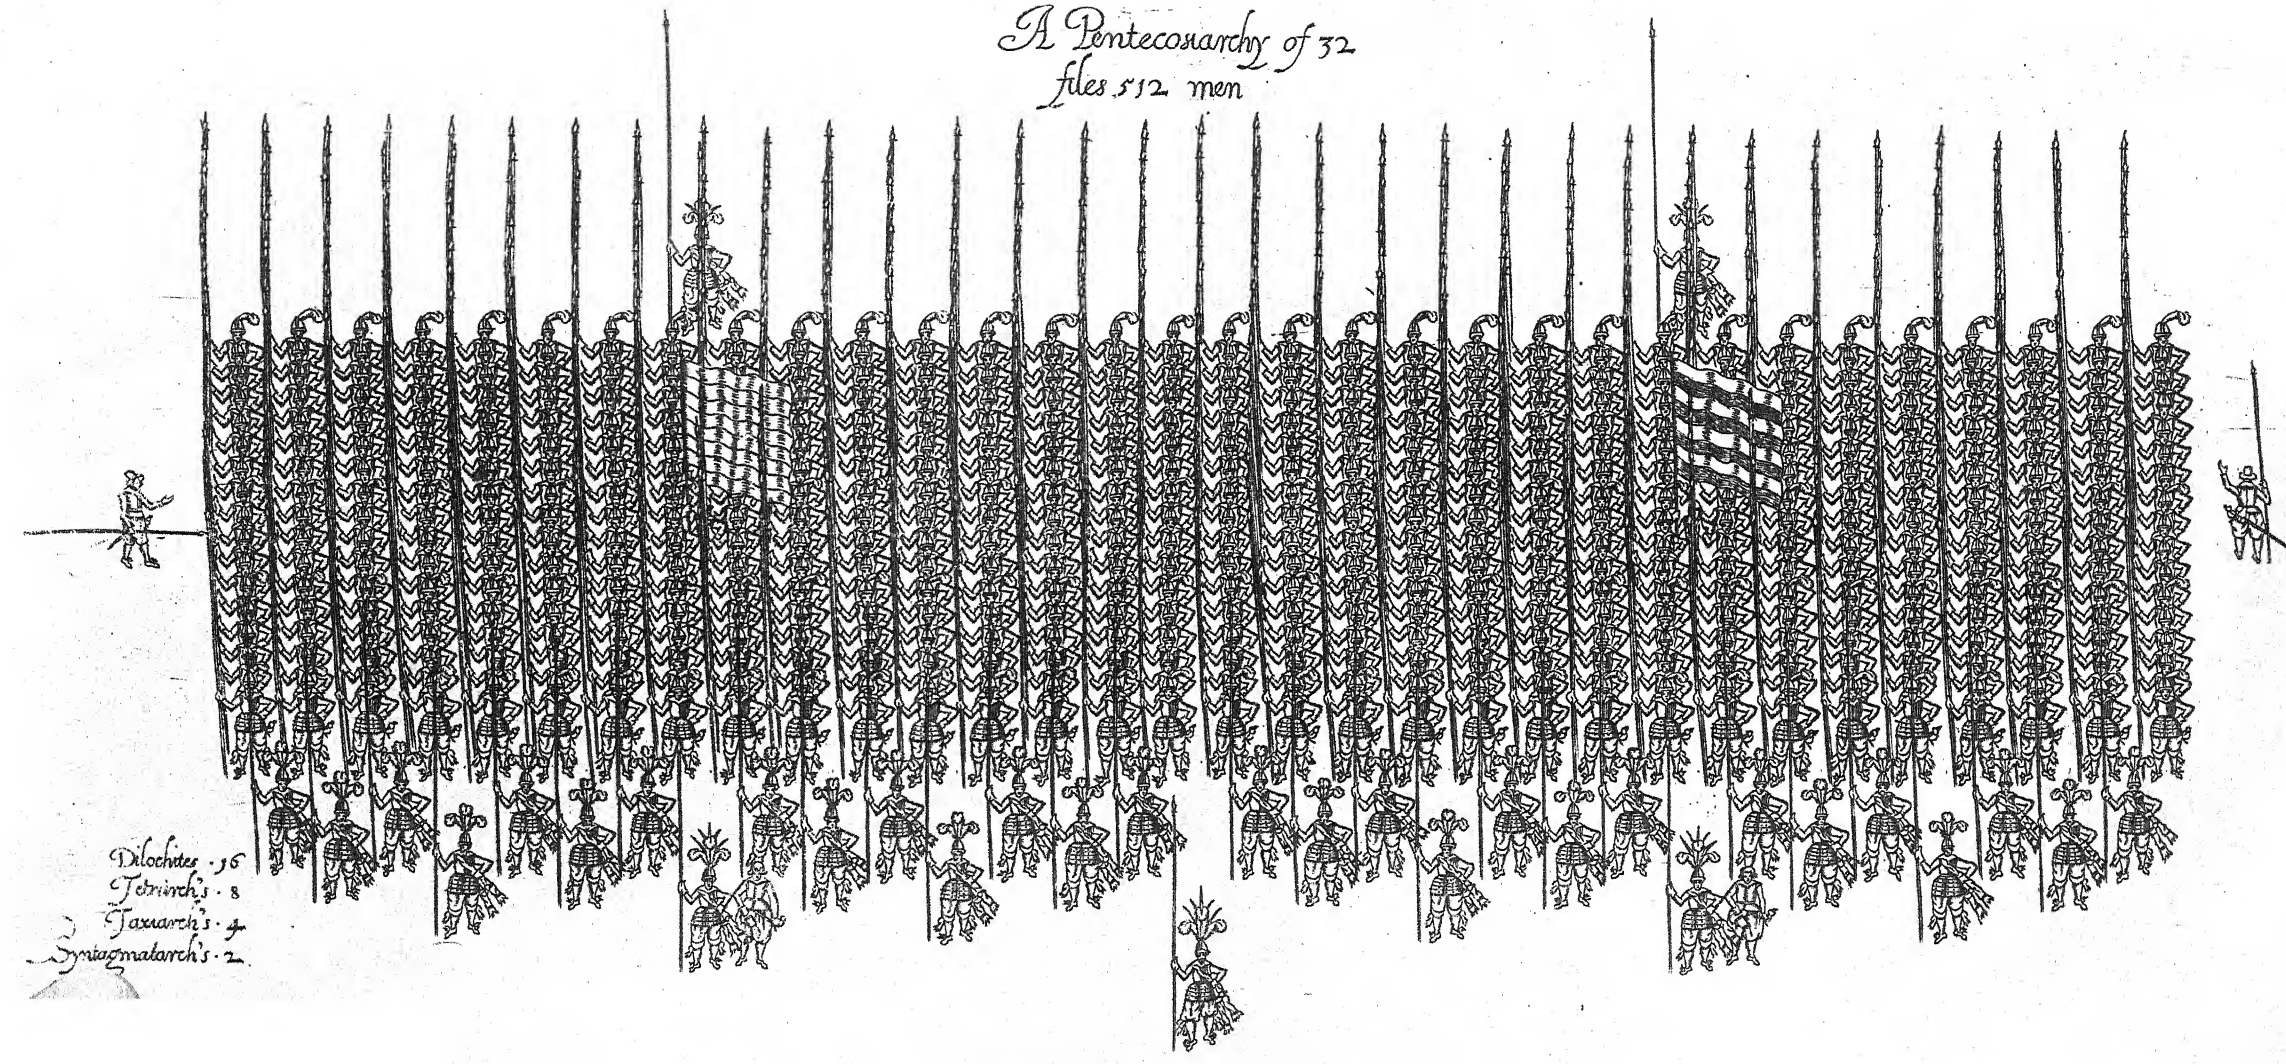 A Pentecosiarchy of 32
files 512 men
Dilochites . 16
Tetrarch's . 8
Taxiarch's . 4
Syntagmatarch's . 2.